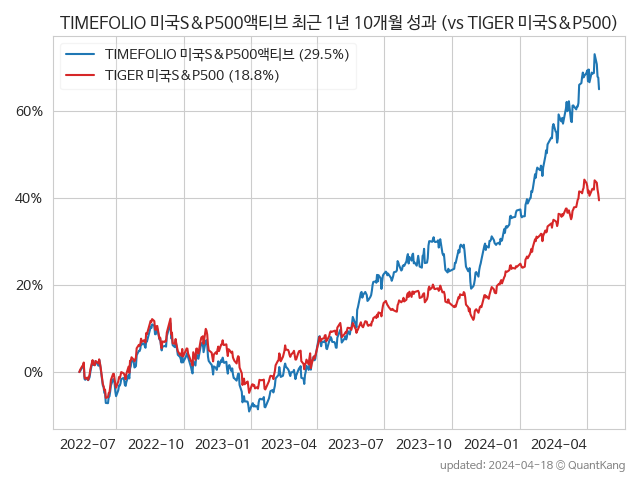 TIMEFOLIO 미국S&P500액티브 최근 1년 10개월 성과 (vs TIGER 미국S&P500)
TIMEFOLIO 미국S&P500액티브 (29.5%)
TIGER 미국S&P500 (18.8%)
60%
40%
20%
0%
2022-07 2022-10 2023-01 2023-04 2023-07 2023-10 2024-01 2024-04
updated: 2024-04-18 © QuantKang